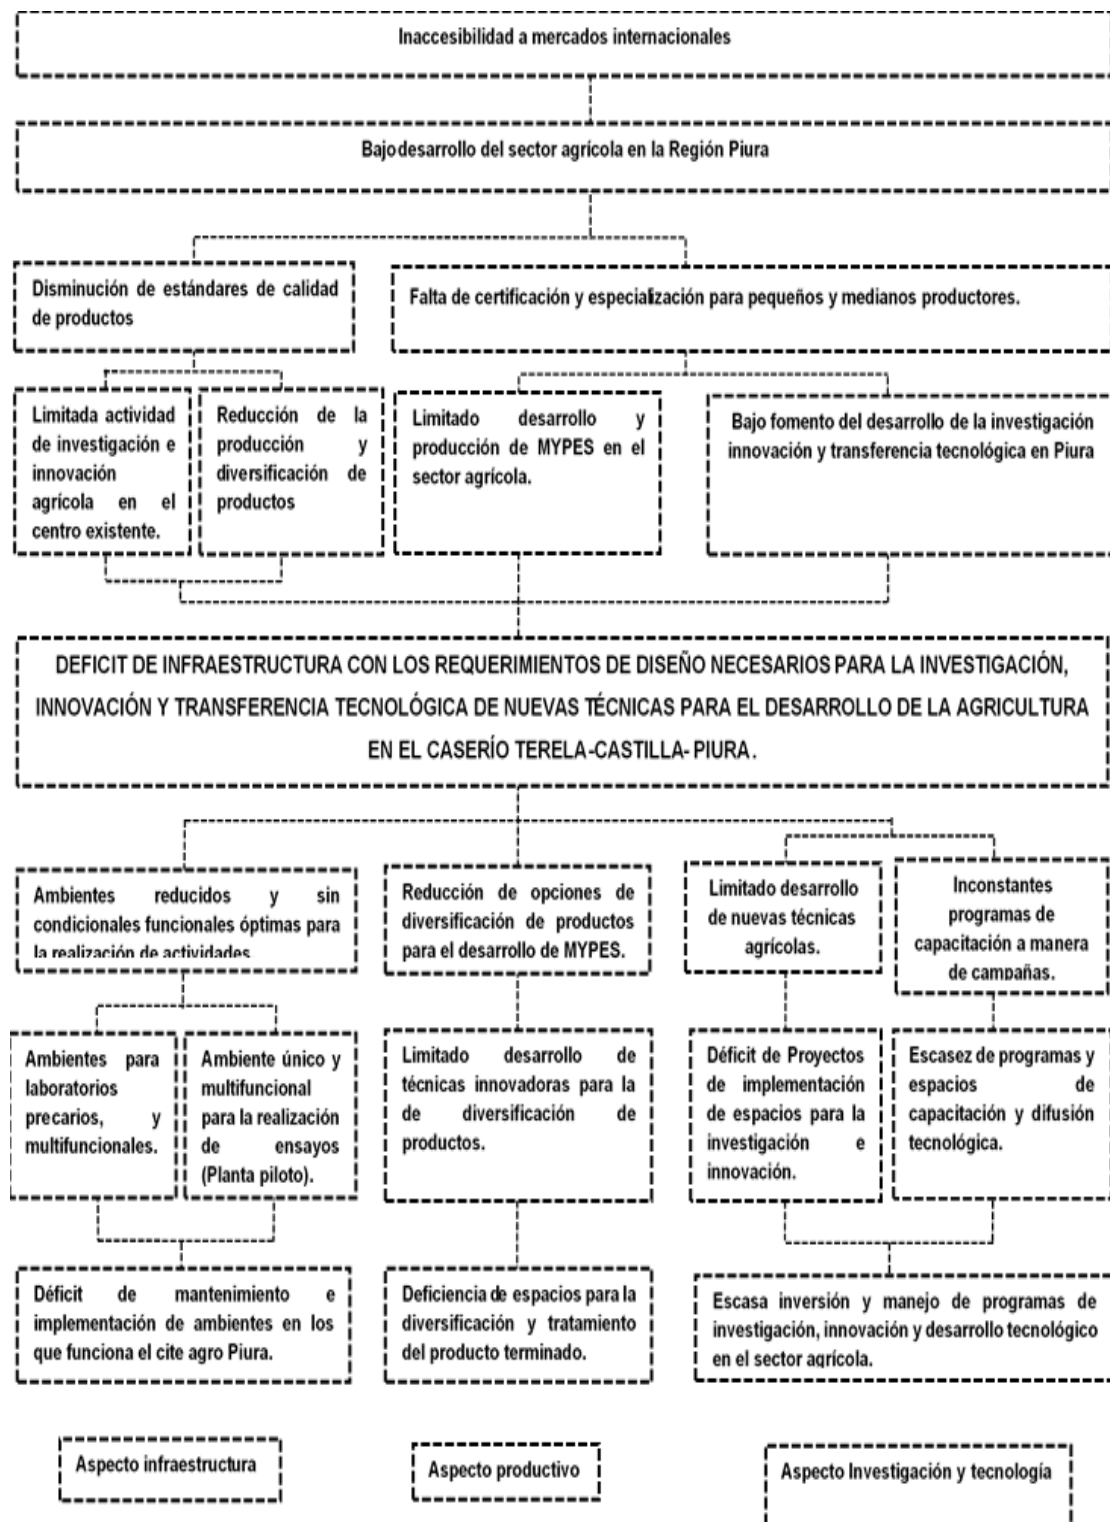 Inaccesibilidad a mercados internacionales
Bajo desarrollo del sector agrícola en la Región Piura
Disminución de estándares de calidad
de productos
Falta de certificación y especialización para pequeños y medianos productores.
Limitada actividad
de investigación e
innovación
agrícola en el
centro existente.
Reducción de la
producción y
diversificación de
productos
Limitado desarrollo y
producción de MYPES en el
sector agrícola.
Bajo fomento del desarrollo de la investigación
innovación y transferencia tecnológica en Piura
DEFICIT DE INFRAESTRUCTURA CON LOS REQUERIMIENTOS DE DISEÑO NECESARIOS PARA LA INVESTIGACIÓN,
INNOVACIÓN Y TRANSFERENCIA TECNOLÓGICA DE NUEVAS TÉCNICAS PARA EL DESARROLLO DE LA AGRICULTURA
EN EL CASERÍO TERELA-CASTILLA- PIURA.
Ambientes reducidos y sin
condicionales funcionales óptimas para
la realización de actividades.
Reducción de opciones de
diversificación de productos
para el desarrollo de MYPES.
Limitado desarrollo
de nuevas técnicas
agrícolas.
Inconstantes
programas de
capacitación a manera
de campañas.
Ambientes para
laboratorios
precarios, y
multifuncionales.
Ambiente único y
multifuncional
para la realización
de ensayos
(Planta piloto).
Limitado desarrollo de
técnicas innovadoras para la
de diversificación de
productos.
Déficit de Proyectos
de implementación
de espacios para la
investigación e
innovación.
Escasez de programas y
espacios de
capacitación y difusión
tecnológica.
Déficit de mantenimiento e
implementación de ambientes en los
que funciona el cite agro Piura.
Deficiencia de espacios para la
diversificación y tratamiento
del producto terminado.
Escasa inversión y manejo de programas de
investigación, innovación y desarrollo tecnológico
en el sector agrícola.
Aspecto infraestructura
Aspecto productivo
Aspecto Investigación y tecnología